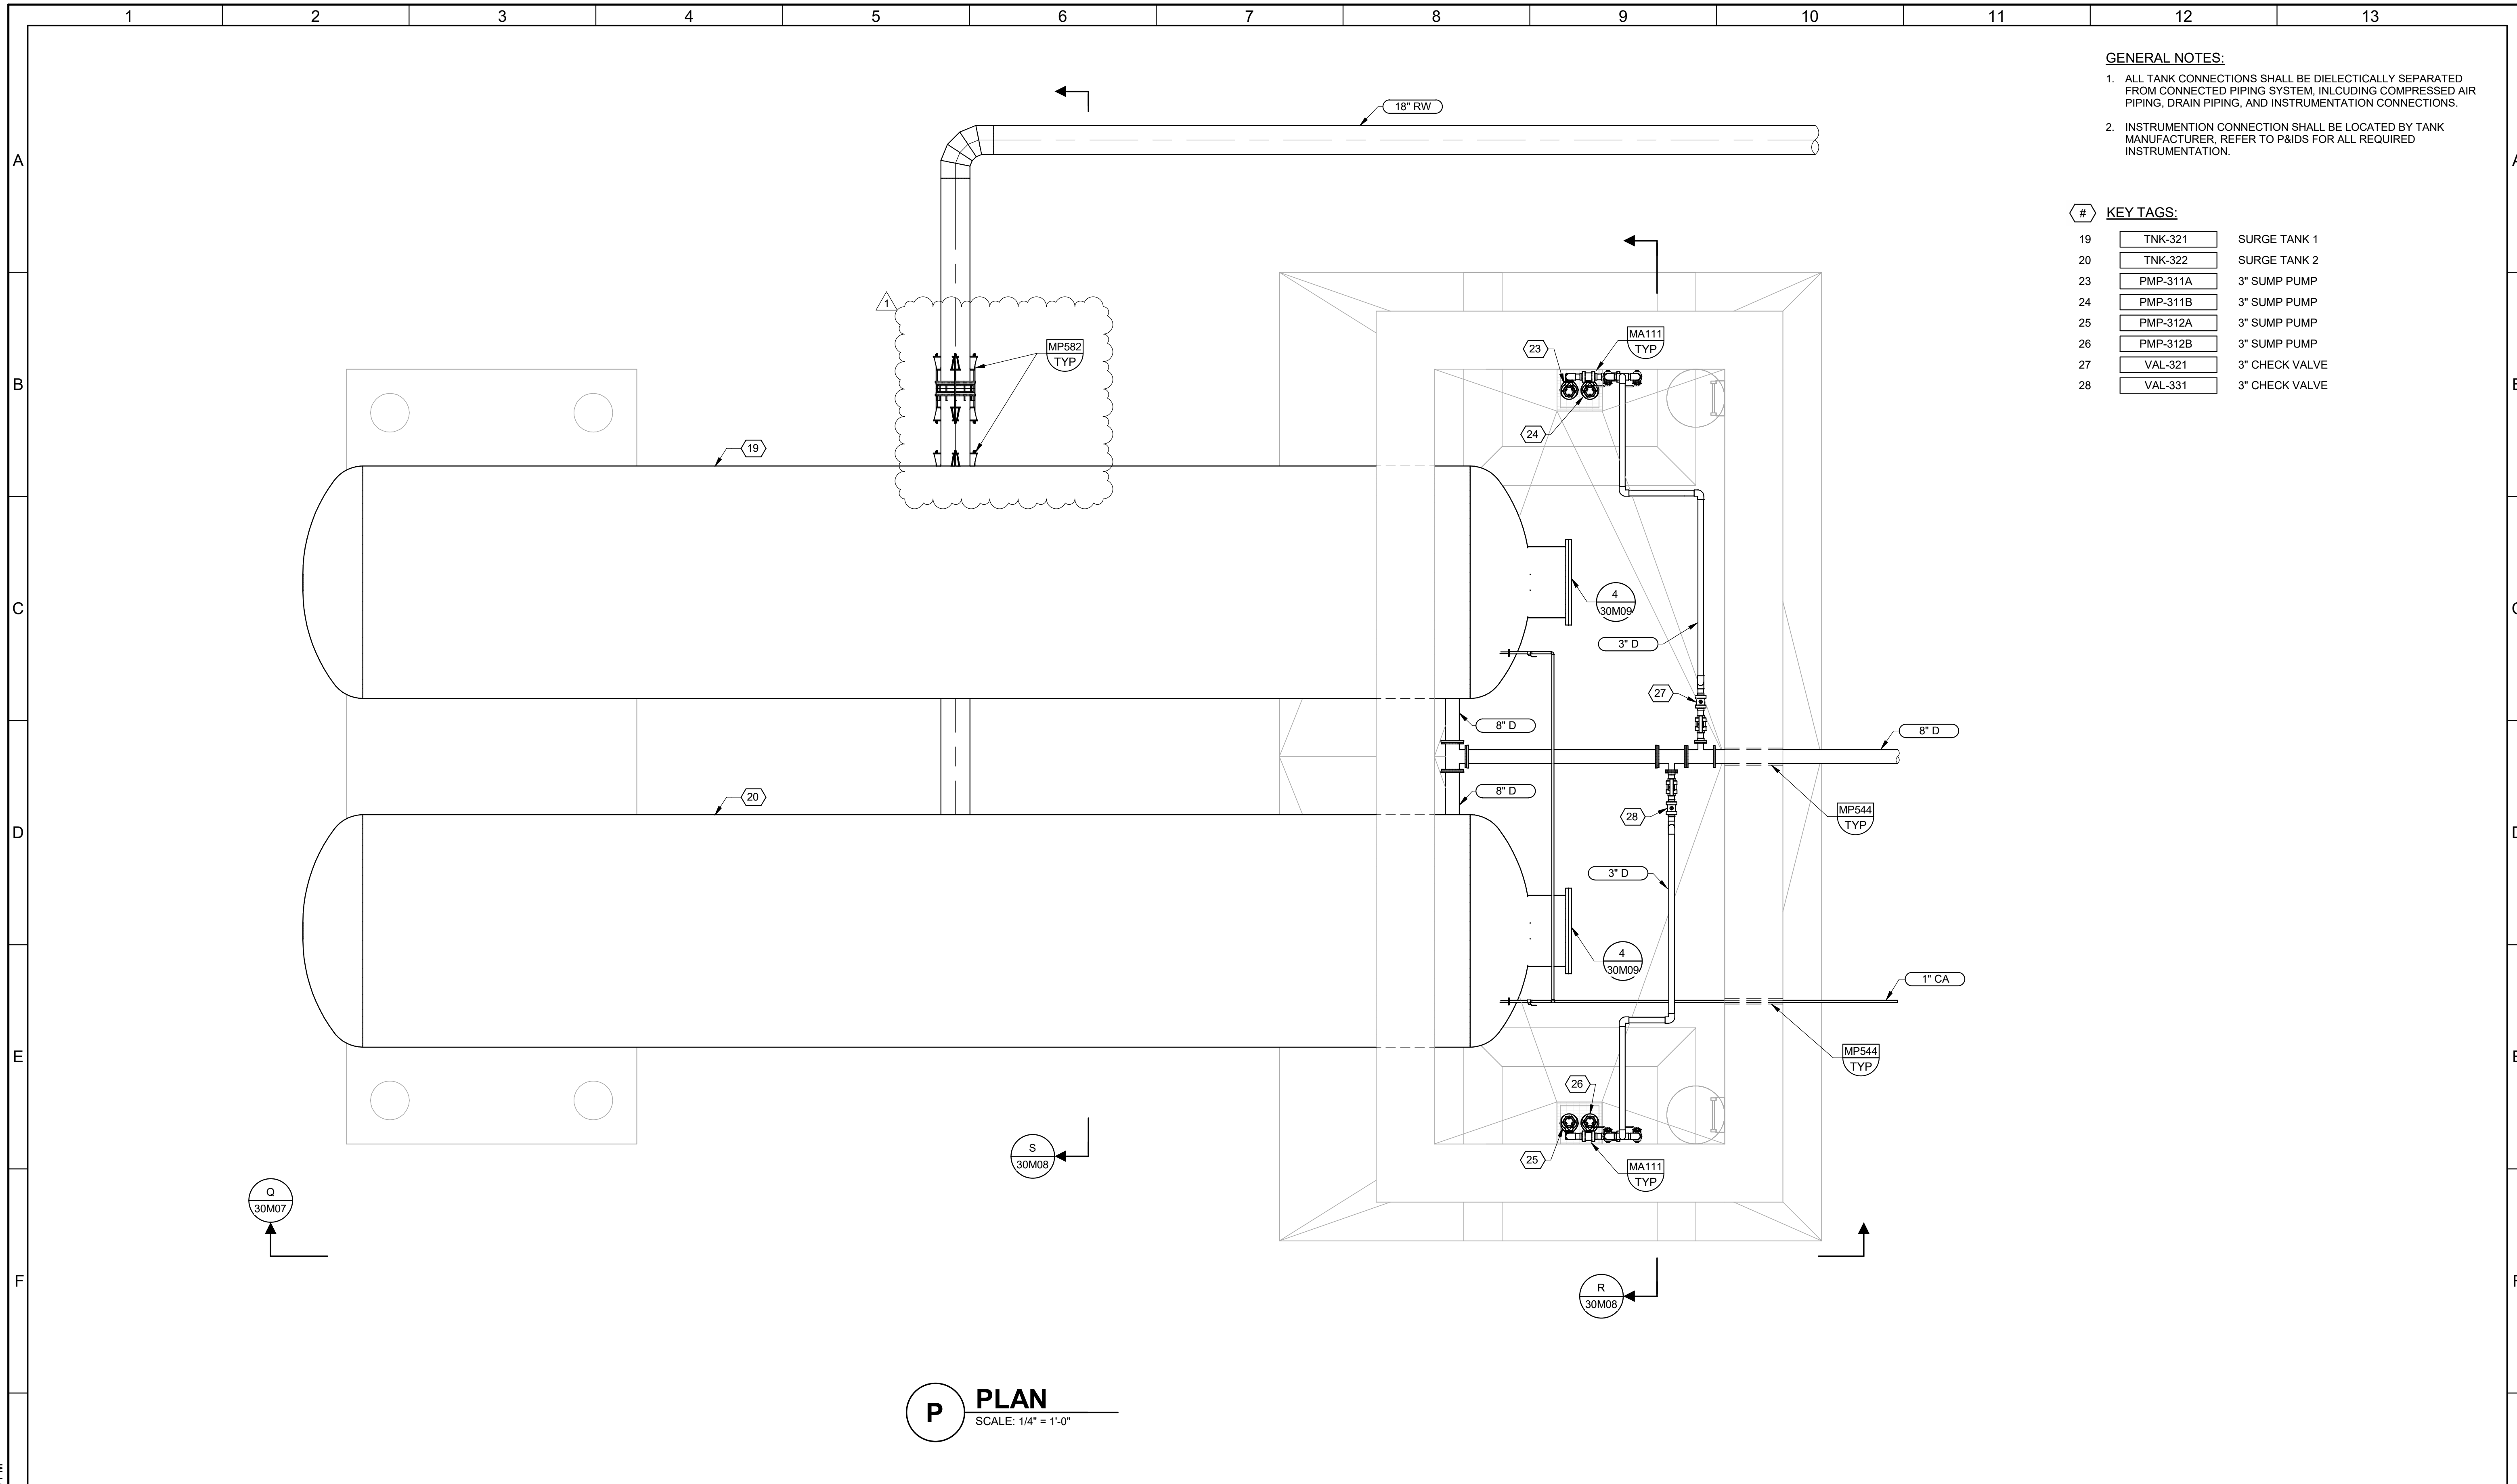 1 2 3 4 5 6 7 8 9 10 11 12 13
GENERAL NOTES:
1. ALL TANK CONNECTIONS SHALL BE DIELECTICALLY SEPARATED
FROM CONNECTED PIPING SYSTEM, INLCUDING COMPRESSED AIR
PIPING, DRAIN PIPING, AND INSTRUMENTATION CONNECTIONS.
2. INSTRUMENTION CONNECTION SHALL BE LOCATED BY TANK
MANUFACTURER, REFER TO P&IDS FOR ALL REQUIRED
INSTRUMENTATION.
# KEY TAGS:
19 TNK-321 SURGE TANK 1
20 TNK-322 SURGE TANK 2
23 PMP-311A 3" SUMP PUMP
24 PMP-311B 3" SUMP PUMP
25 PMP-312A 3" SUMP PUMP
26 PMP-312B 3" SUMP PUMP
27 VAL-321 3" CHECK VALVE
28 VAL-331 3" CHECK VALVE
18" RW
A
1
MP582
TYP
MA111
TYP
23
B
24
19
4
30M09
C
3" D
27
8" D
8" D
8" D
20
MP544
TYP
28
D
3" D
4
30M09
1" CA
MP544
TYP
E
26
25
MA111
TYP
S
30M08
Q
30M07
F
R
30M08
P
PLAN
SCALE: 1/4" = 1'-0"